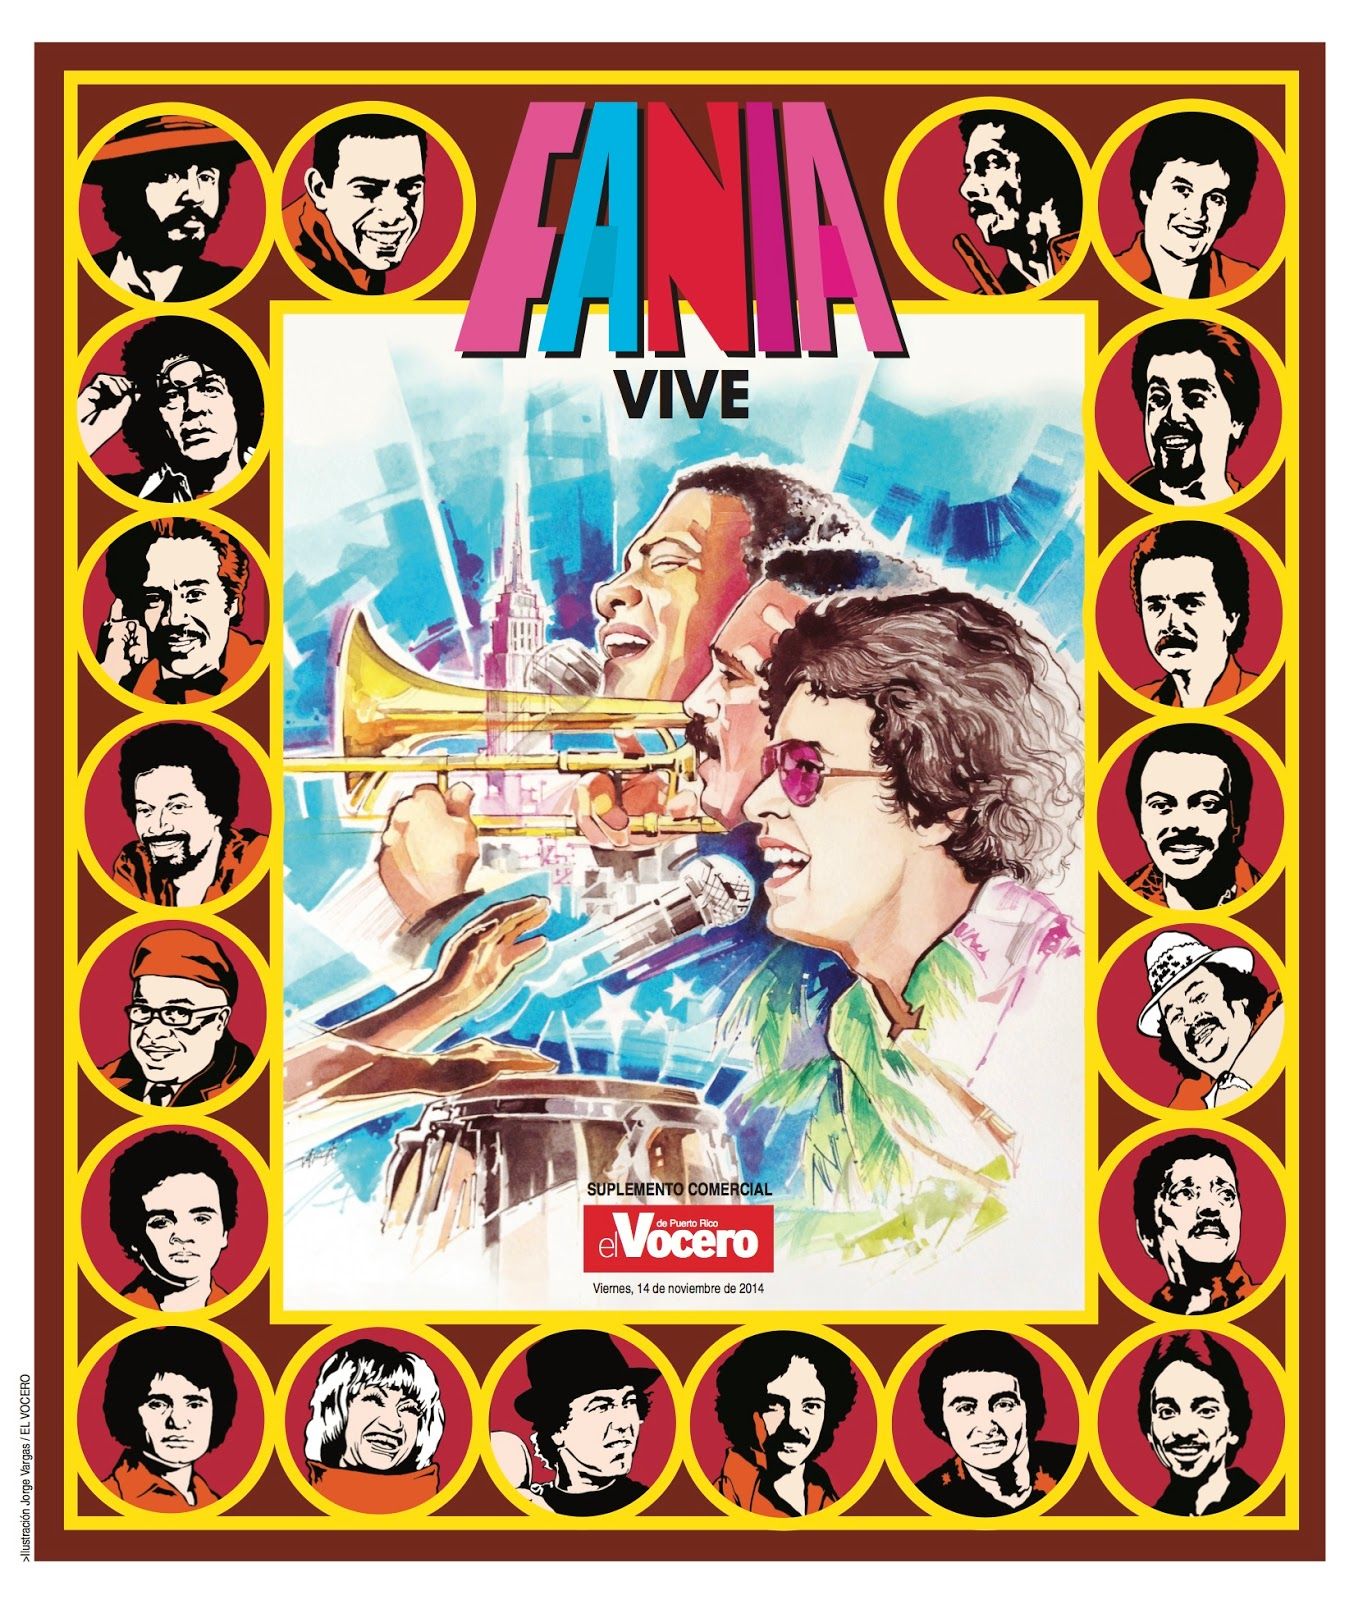 FANIA
VIVE
SUPLEMENTO COMERCIAL
de Puerto Rico
el Vocero
Viernes, 14 de noviembre de 2014
>Ilustración Jorge Vargas / EL VOCERO